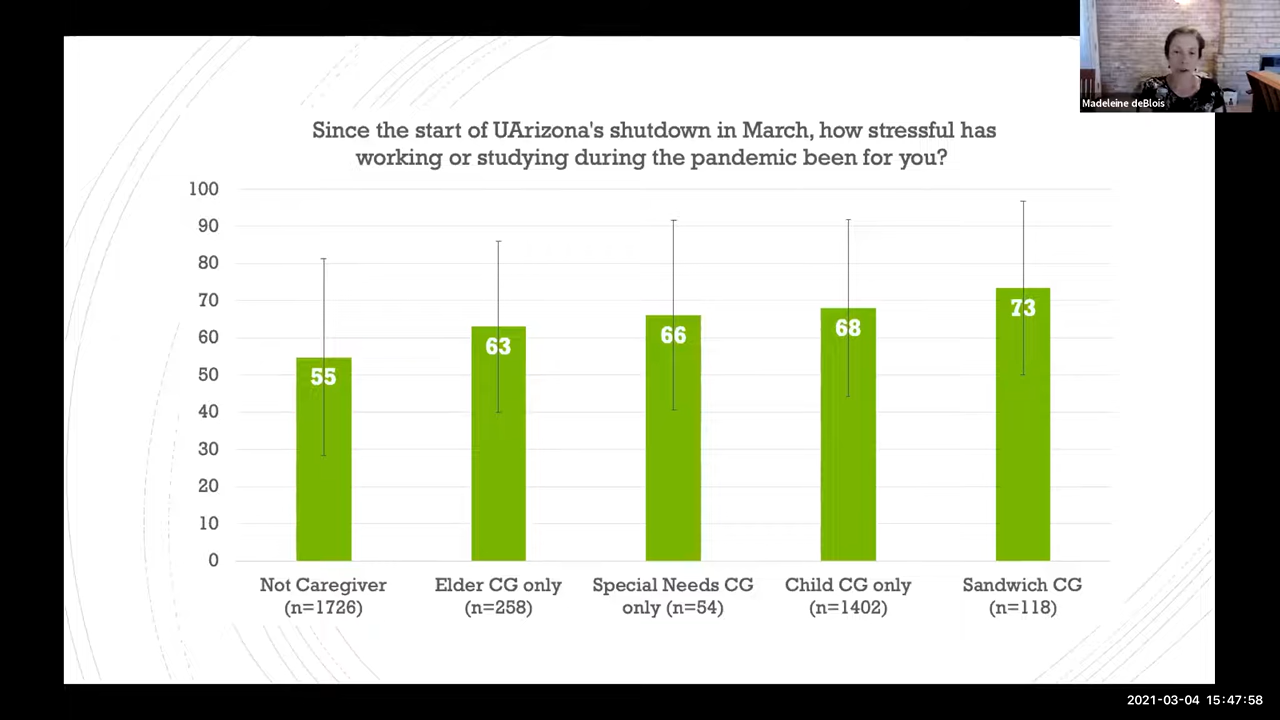 Madeleine deBlois
Since the start of UArizona's shutdown in March, how stressful has
working or studying during the pandemic been for you?
100
90
80
70
60
50
40
30
20
10
0
55
63
66
68
73
Not Caregiver
(n=1726)
Elder CG only
(n=258)
Special Needs CG
only (n=54)
Child CG only
(n=1402)
Sandwich CG
(n=118)
2021-03-04 15:47:58